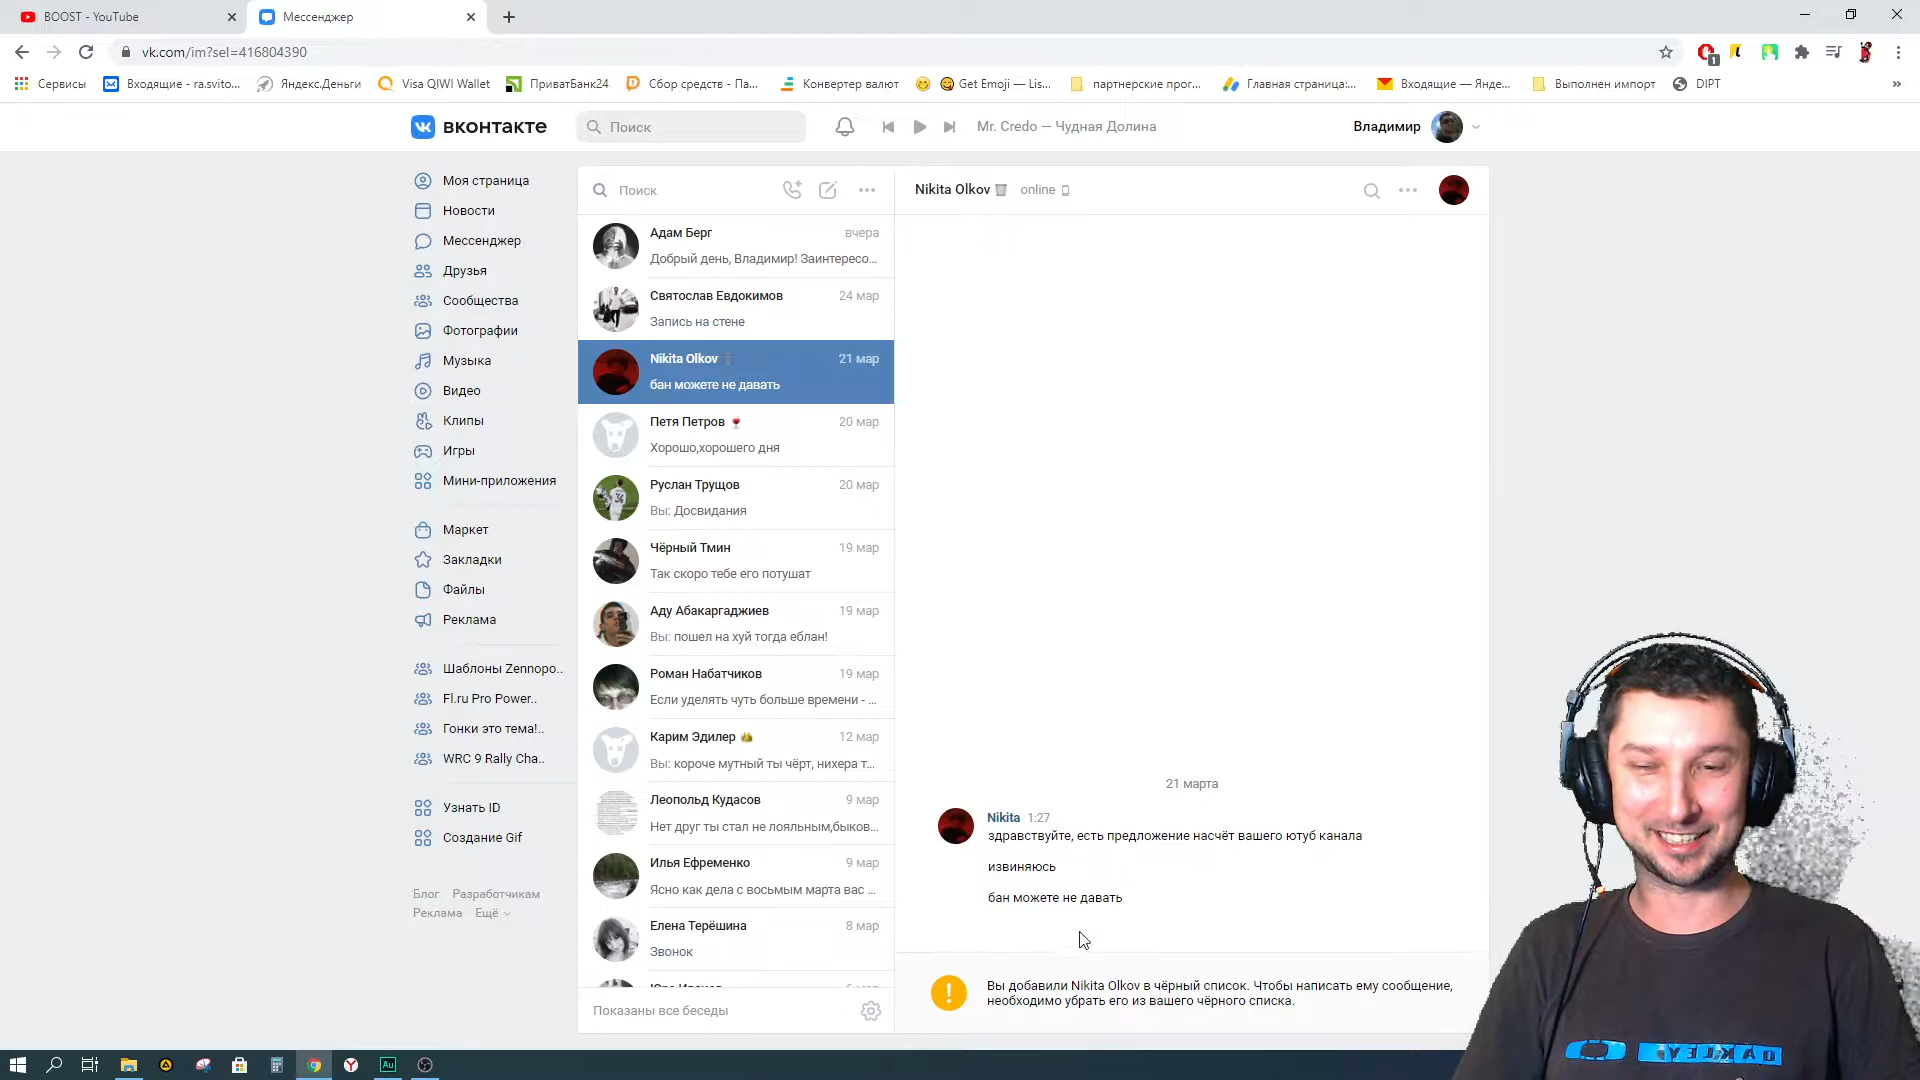 BOOST - YouTube
Мессенджер
vk.com/im?sel=416804390
1
Сервисы
Входящие - ra.svito...
Яндекс.Деньги
Visa QIWI Wallet
ПриватБанк24
Сбор средств - Па...
Конвертер валют
Get Emoji — Lis...
партнерские прог...
Главная страница:...
Входящие — Янде...
Выполнен импорт
DIPT
вконтакте
Поиск
Mr. Credo — Чудная Долина
Владимир
Моя страница
Новости
Мессенджер
Друзья
Сообщества
Фотографии
Музыка
Видео
Клипы
Игры
Мини-приложения
Маркет
Закладки
Файлы
Реклама
Шаблоны Zennopo..
Fl.ru Pro Power..
Гонки это тема!..
WRC 9 Rally Cha..
Узнать ID
Создание Gif
Блог Разработчикам
Реклама Ещё
Поиск
Адам Берг вчера
Добрый день, Владимир! Заинтересо...
Святослав Евдокимов 24 мар
Запись на стене
Nikita Olkov 21 мар
бан можете не давать
Петя Петров 20 мар
Хорошо,хорошего дня
Руслан Трущов 20 мар
Вы: Досвидания
Чёрный Тмин 19 мар
Так скоро тебе его потушат
Аду Абакаргаджиев 19 мар
Вы: пошел на хуй тогда еблан!
Роман Набатчиков 19 мар
Если уделять чуть больше времени - ...
Карим Эдилер 12 мар
Вы: короче мутный ты чёрт, нихера т...
Леопольд Кудасов 9 мар
Нет друг ты стал не лояльным,быков...
Илья Ефременко 9 мар
Ясно как дела с восьмым марта вас ...
Елена Терёшина 8 мар
Звонок
Показаны все беседы
Nikita Olkov online
21 марта
Nikita 1:27
здравствуйте, есть предложение насчёт вашего ютуб канала
извиняюсь
бан можете не давать
Вы добавили Nikita Olkov в чёрный список. Чтобы написать ему сообщение,
необходимо убрать его из вашего чёрного списка.
OAKLEY
Au